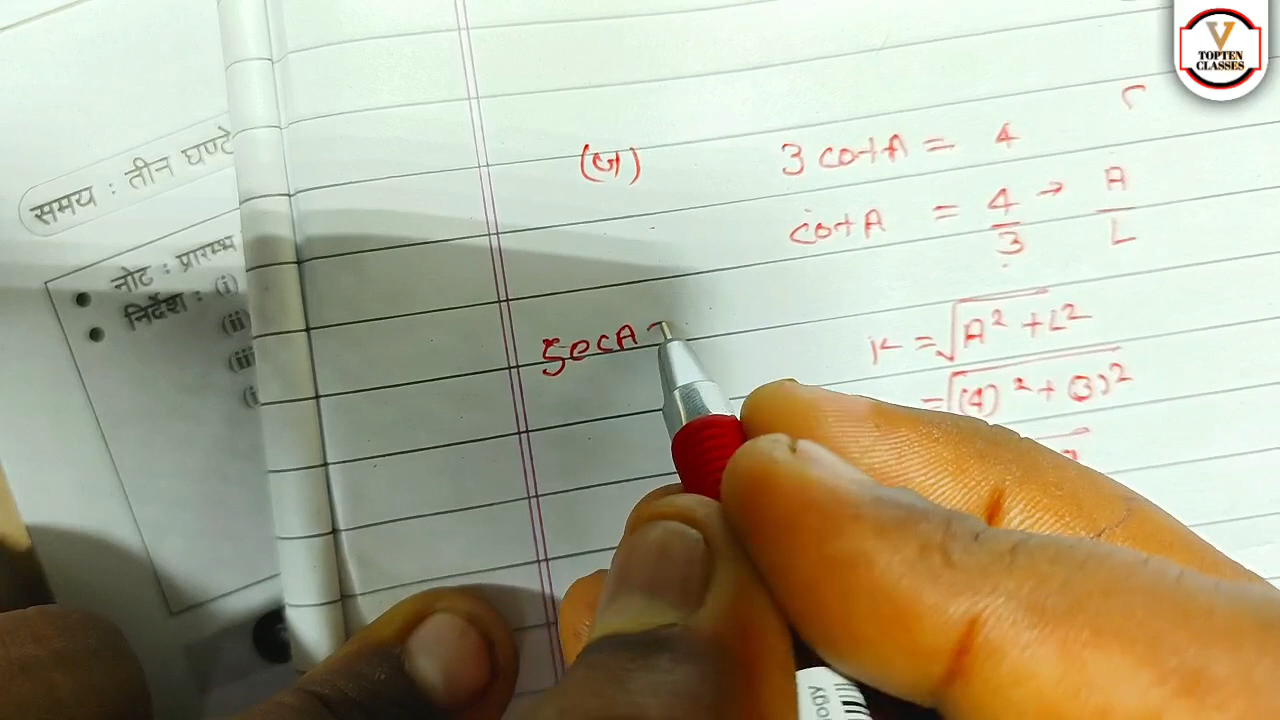 V
TOPTEN
CLASSES
समय : तीन घण्टे
नोट : प्रारम्भ
निर्देश : (i)
(ii)
(iii
(i
(ज) 3 cotA = 4
cotA = 4/3 → A/L
K = √A² + L²
= √(4)² + (3)²
secA =
ology